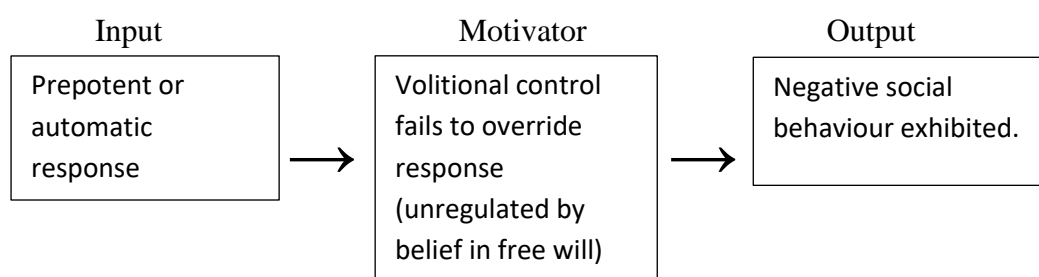 Input
Motivator
Output
Prepotent or
automatic
response
Volitional control
fails to override
response
(unregulated by
belief in free will)
Negative social
behaviour exhibited.